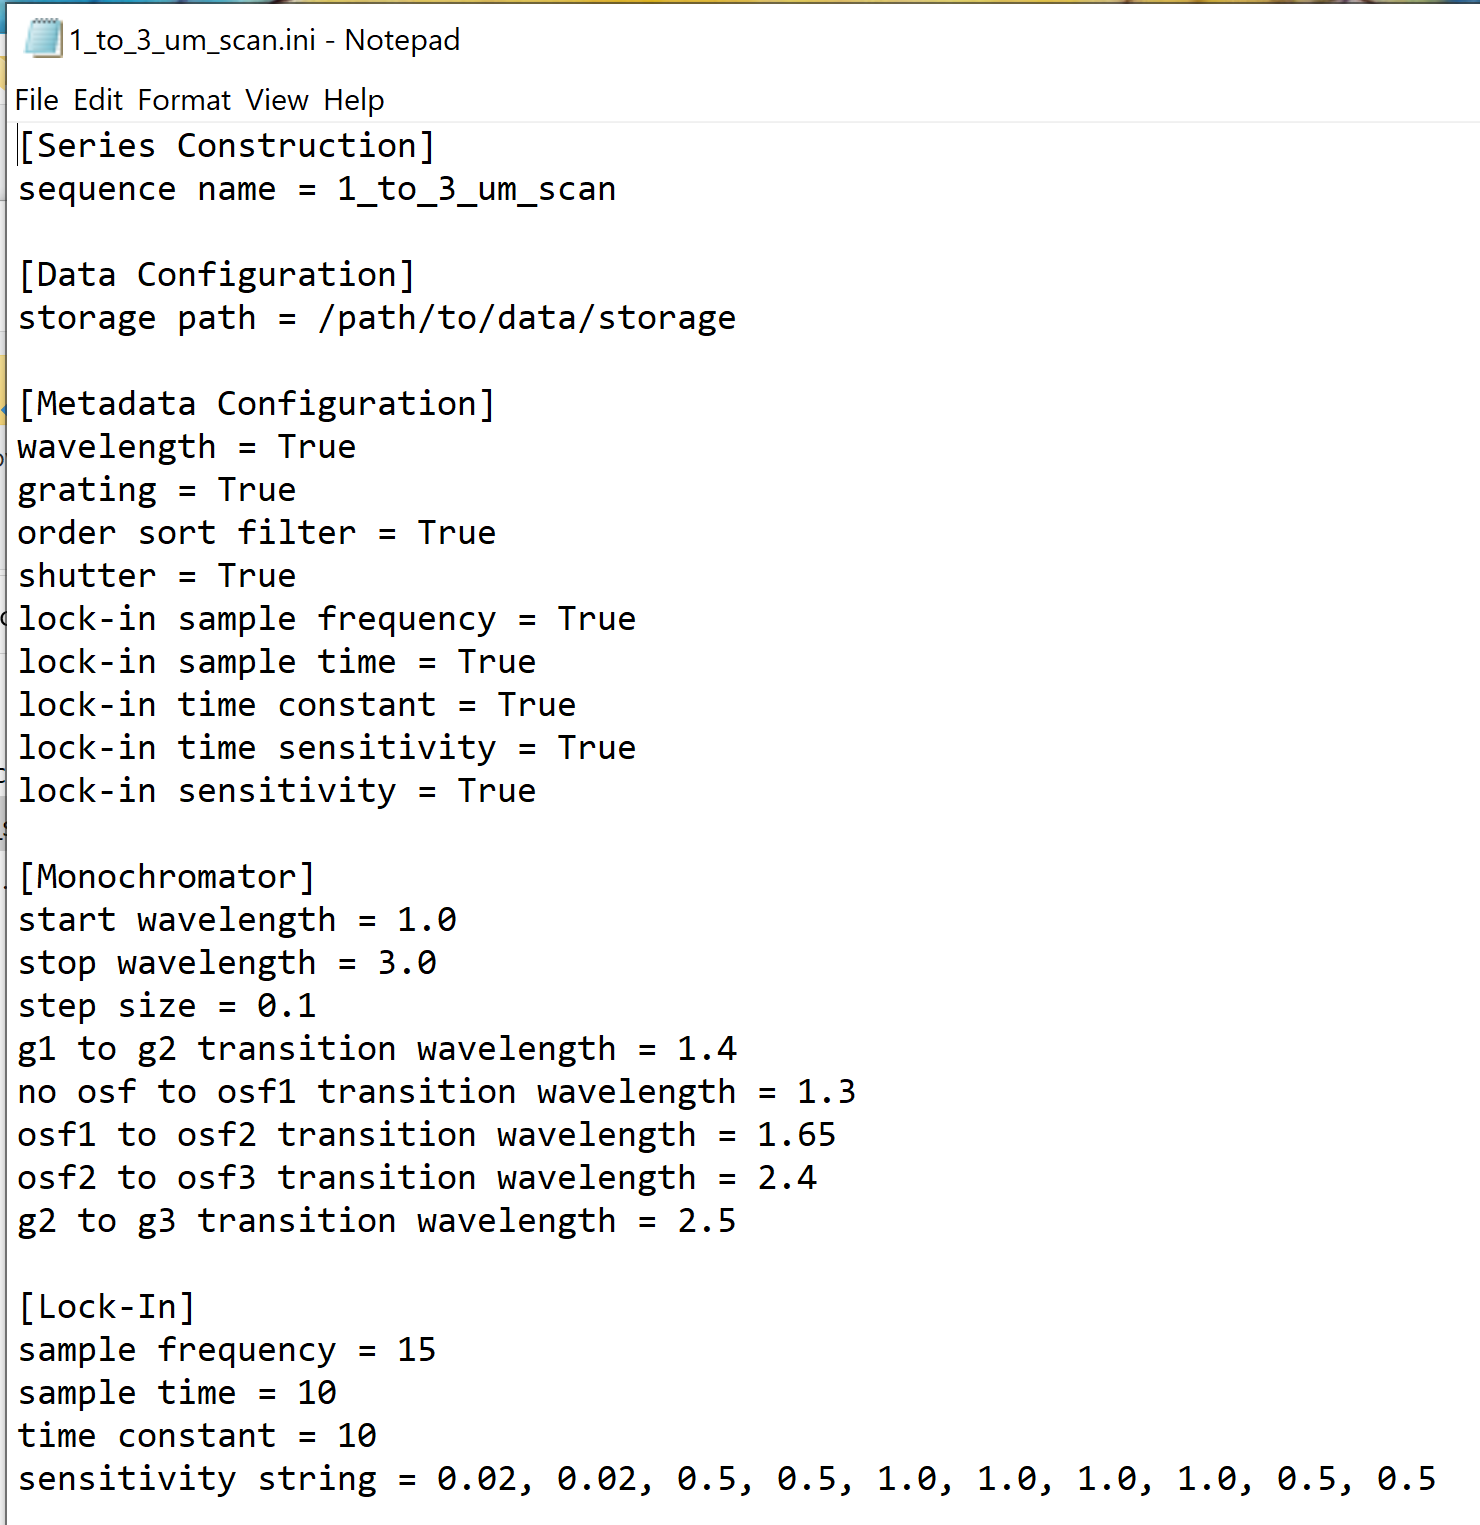 1_to_3_um_scan.ini - Notepad
File Edit Format View Help
[Series Construction]
sequence name = 1_to_3_um_scan
[Data Configuration]
storage path = /path/to/data/storage
[Metadata Configuration]
wavelength = True
grating = True
order sort filter = True
shutter = True
lock-in sample frequency = True
lock-in sample time = True
lock-in time constant = True
lock-in time sensitivity = True
lock-in sensitivity = True
[Monochromator]
start wavelength = 1.0
stop wavelength = 3.0
step size = 0.1
g1 to g2 transition wavelength = 1.4
no osf to osf1 transition wavelength = 1.3
osf1 to osf2 transition wavelength = 1.65
osf2 to osf3 transition wavelength = 2.4
g2 to g3 transition wavelength = 2.5
[Lock-In]
sample frequency = 15
sample time = 10
time constant = 10
sensitivity string = 0.02, 0.02, 0.5, 0.5, 1.0, 1.0, 1.0, 1.0, 0.5, 0.5